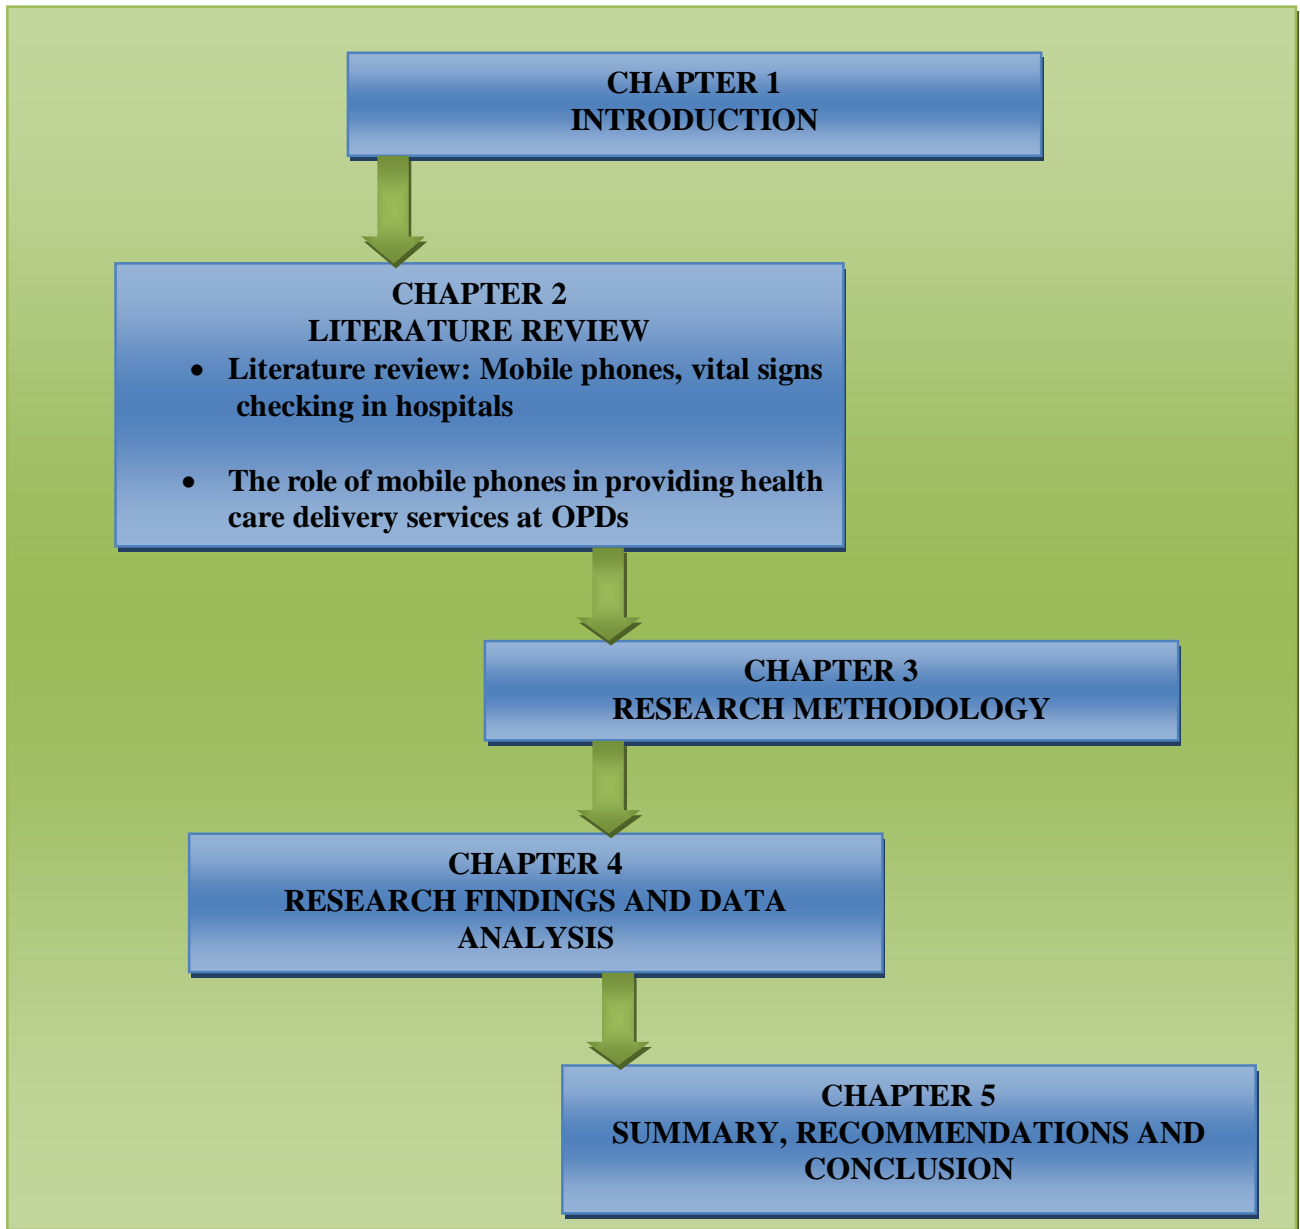 CHAPTER 1
INTRODUCTION
CHAPTER 2
LITERATURE REVIEW
• Literature review: Mobile phones, vital signs
checking in hospitals
• The role of mobile phones in providing health
care delivery services at OPDs
CHAPTER 3
RESEARCH METHODOLOGY
CHAPTER 4
RESEARCH FINDINGS AND DATA
ANALYSIS
CHAPTER 5
SUMMARY, RECOMMENDATIONS AND
CONCLUSION